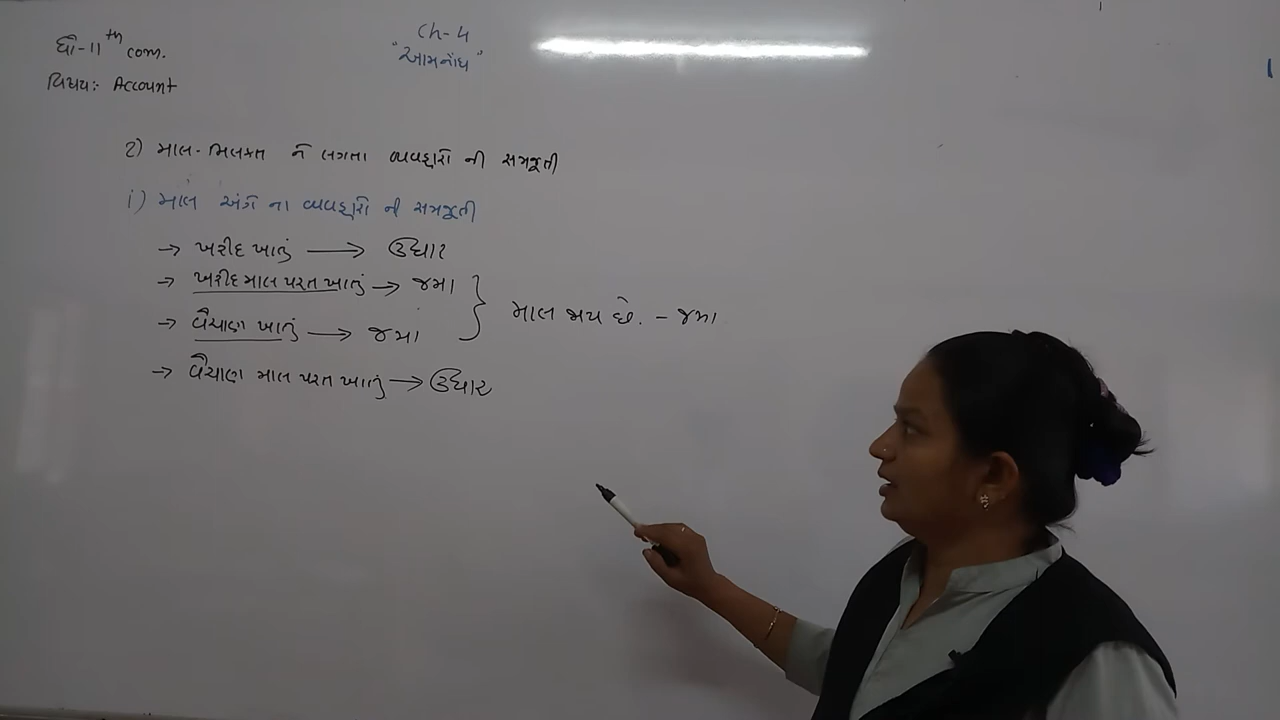 ધો-11th com.
વિષય:- Account
Ch-4
"આમનોંધ"
2) માલ-મિલકત ને લગતા વ્યવહારો ની સમજૂતી
i) માલ અંગે ના વ્યવહારો ની સમજૂતી
→ ખરીદ ખાતું → ઉધાર
→ ખરીદ માલ પરત ખાતું → જમા
→ વેચાણ ખાતું → જમા
} માલ જાય છે. - જમા
→ વેચાણ માલ પરત ખાતું → ઉધાર